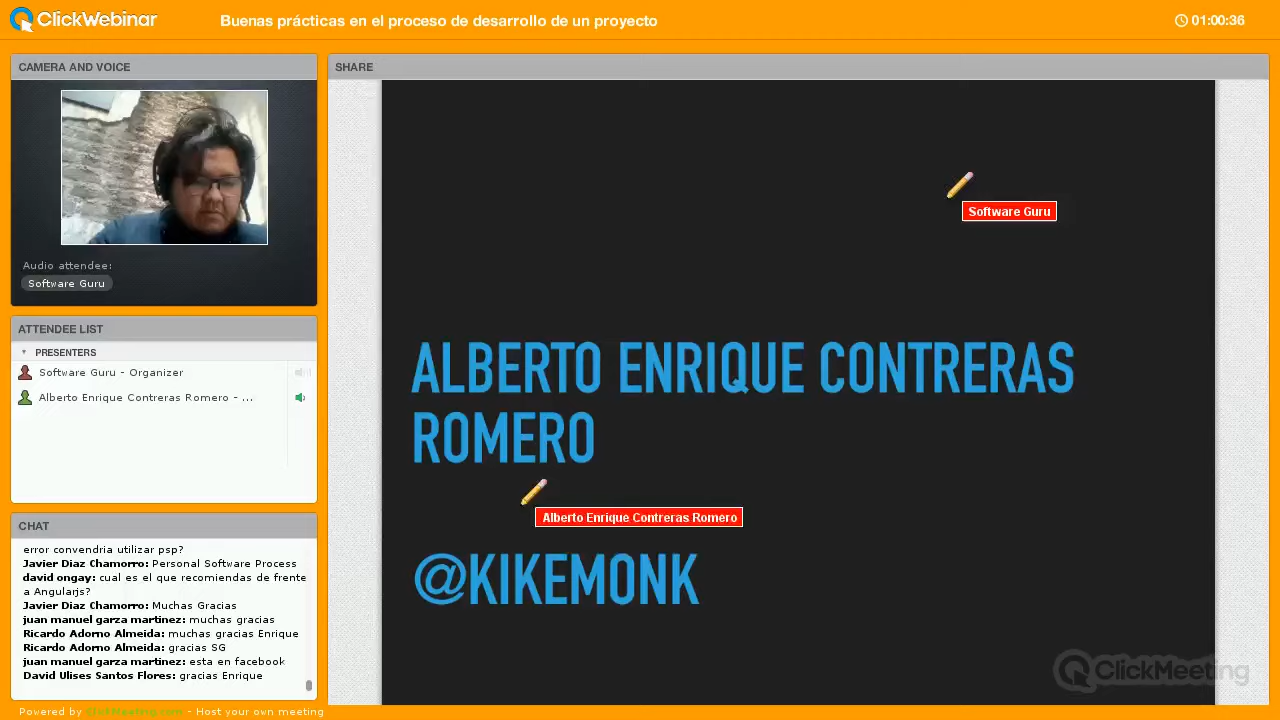 ClickWebinar
Buenas prácticas en el proceso de desarrollo de un proyecto
01:00:36
CAMERA AND VOICE
Audio attendee:
Software Guru
ATTENDEE LIST
PRESENTERS
Software Guru - Organizer
Alberto Enrique Contreras Romero - ...
CHAT
error convendria utilizar psp?
Javier Diaz Chamorro: Personal Software Process
david ongay: cual es el que recomiendas de frente
a Angularjs?
Javier Diaz Chamorro: Muchas Gracias
juan manuel garza martinez: muchas gracias
Ricardo Adorno Almeida: muchas gracias Enrique
Ricardo Adorno Almeida: gracias SG
juan manuel garza martinez: esta en facebook
David Ulises Santos Flores: gracias Enrique
SHARE
Software Guru
ALBERTO ENRIQUE CONTRERAS
ROMERO
Alberto Enrique Contreras Romero
@KIKEMONK
ClickMeeting
Powered by ClickMeeting.com - Host your own meeting